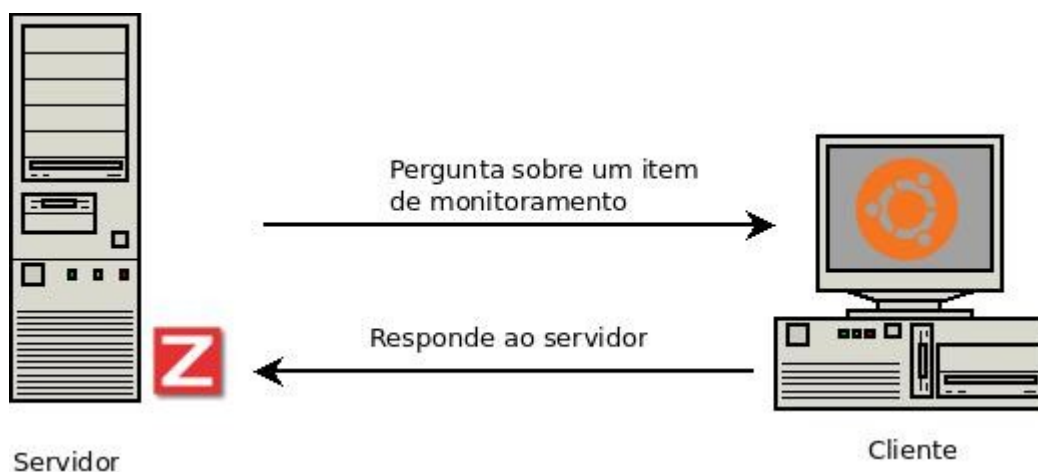 Pergunta sobre um item
de monitoramento
Responde ao servidor
Z
Servidor
Cliente